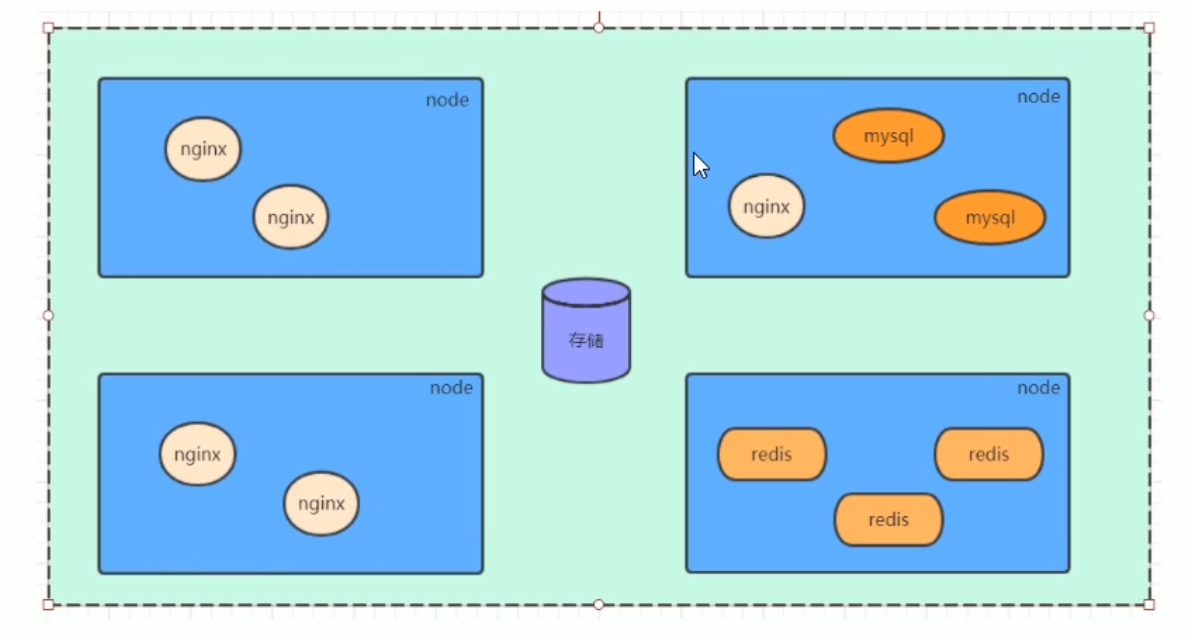 node
nginx
nginx
node
mysql
nginx
mysql
存储
node
nginx
nginx
node
redis
redis
redis